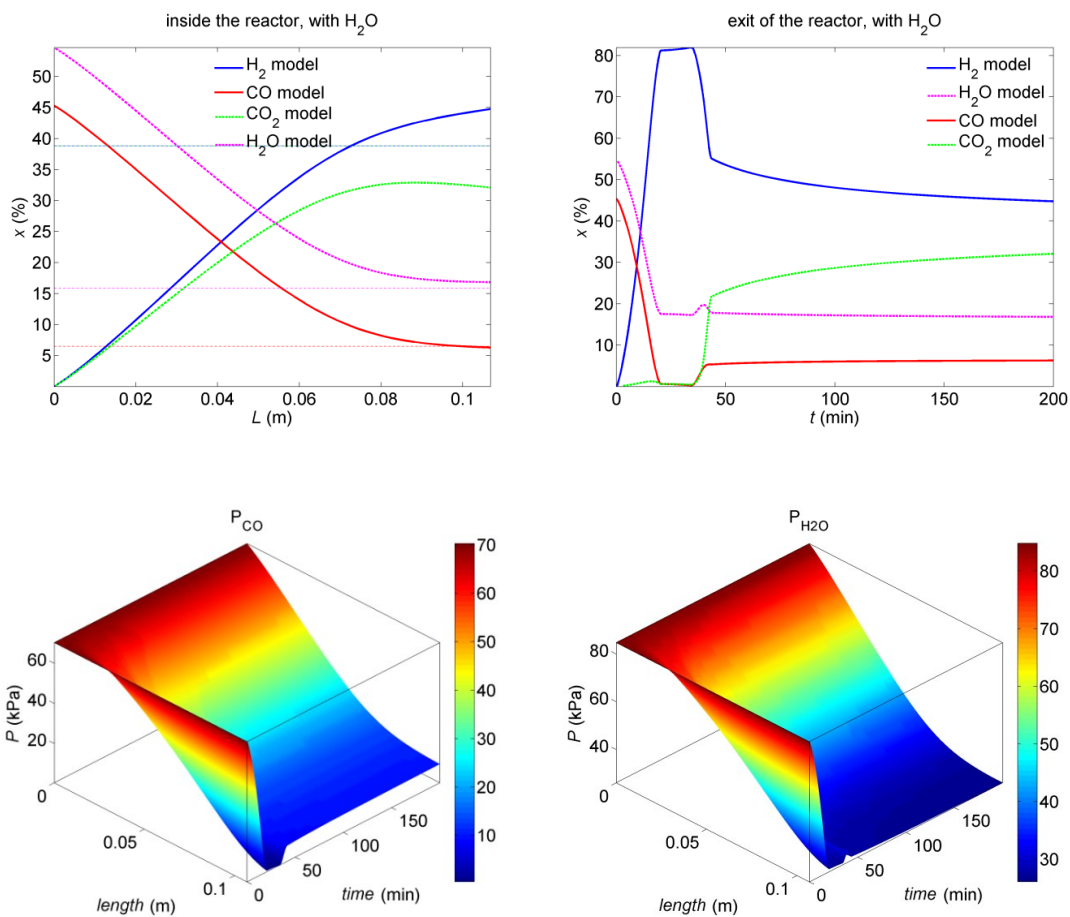 inside the reactor, with H₂O
50
45
40
35
30
25
20
15
10
5
x (%)
0
0.02
0.04
0.06
0.08
0.1
L (m)
H₂ model
CO model
CO₂ model
H₂O model
exit of the reactor, with H₂O
80
70
60
50
40
30
20
10
x (%)
0
50
100
150
200
t (min)
H₂ model
H₂O model
CO model
CO₂ model
P_CO
60
40
20
P (kPa)
0
0.05
0.1
length (m)
0
50
100
150
time (min)
70
60
50
40
30
20
10
P_H2O
80
60
40
P (kPa)
0
0.05
0.1
length (m)
0
50
100
150
time (min)
80
70
60
50
40
30